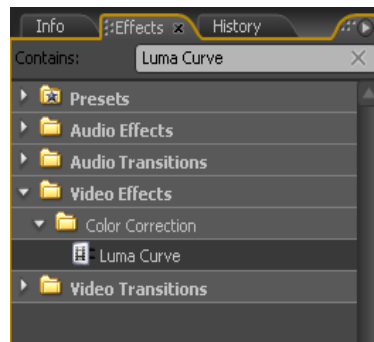 Info Effects History
Contains: Luma Curve
Presets
Audio Effects
Audio Transitions
Video Effects
Color Correction
Luma Curve
Video Transitions